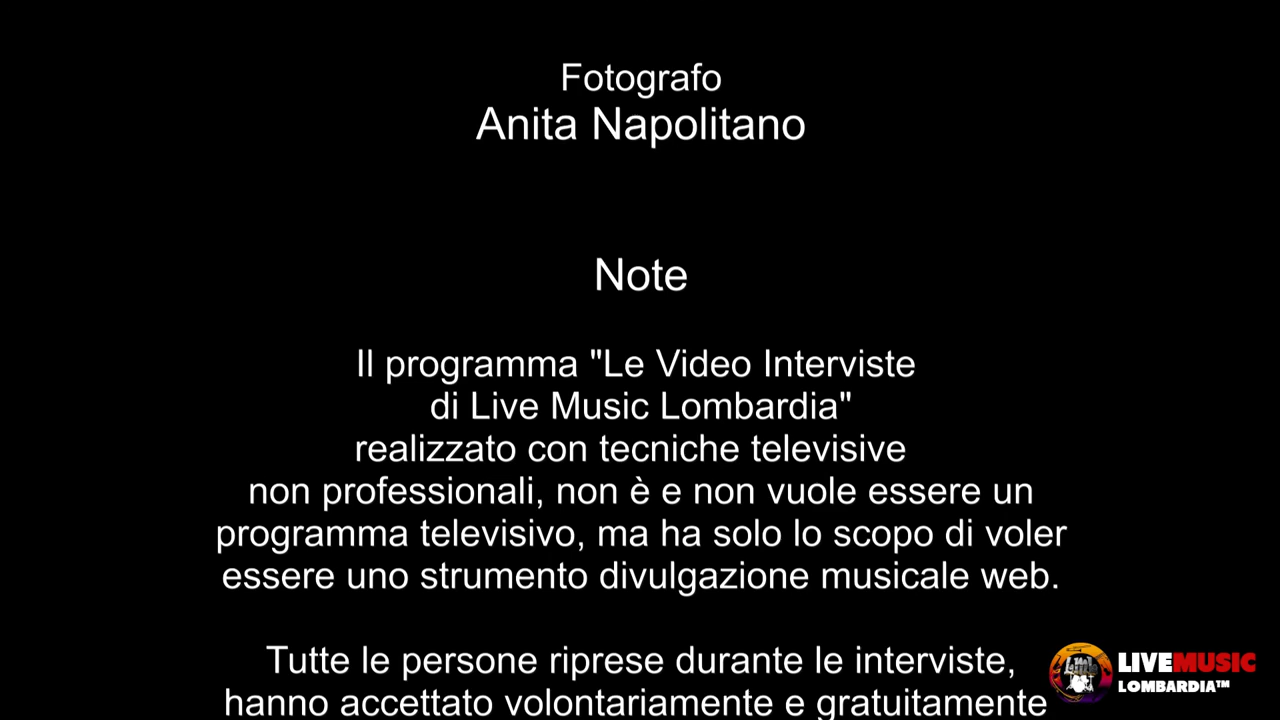 Fotografo
Anita Napolitano
Note
Il programma "Le Video Interviste
di Live Music Lombardia"
realizzato con tecniche televisive
non professionali, non è e non vuole essere un
programma televisivo, ma ha solo lo scopo di voler
essere uno strumento divulgazione musicale web.
Tutte le persone riprese durante le interviste,
hanno accettato volontariamente e gratuitamente
LIVEMUSIC
LOMBARDIA™